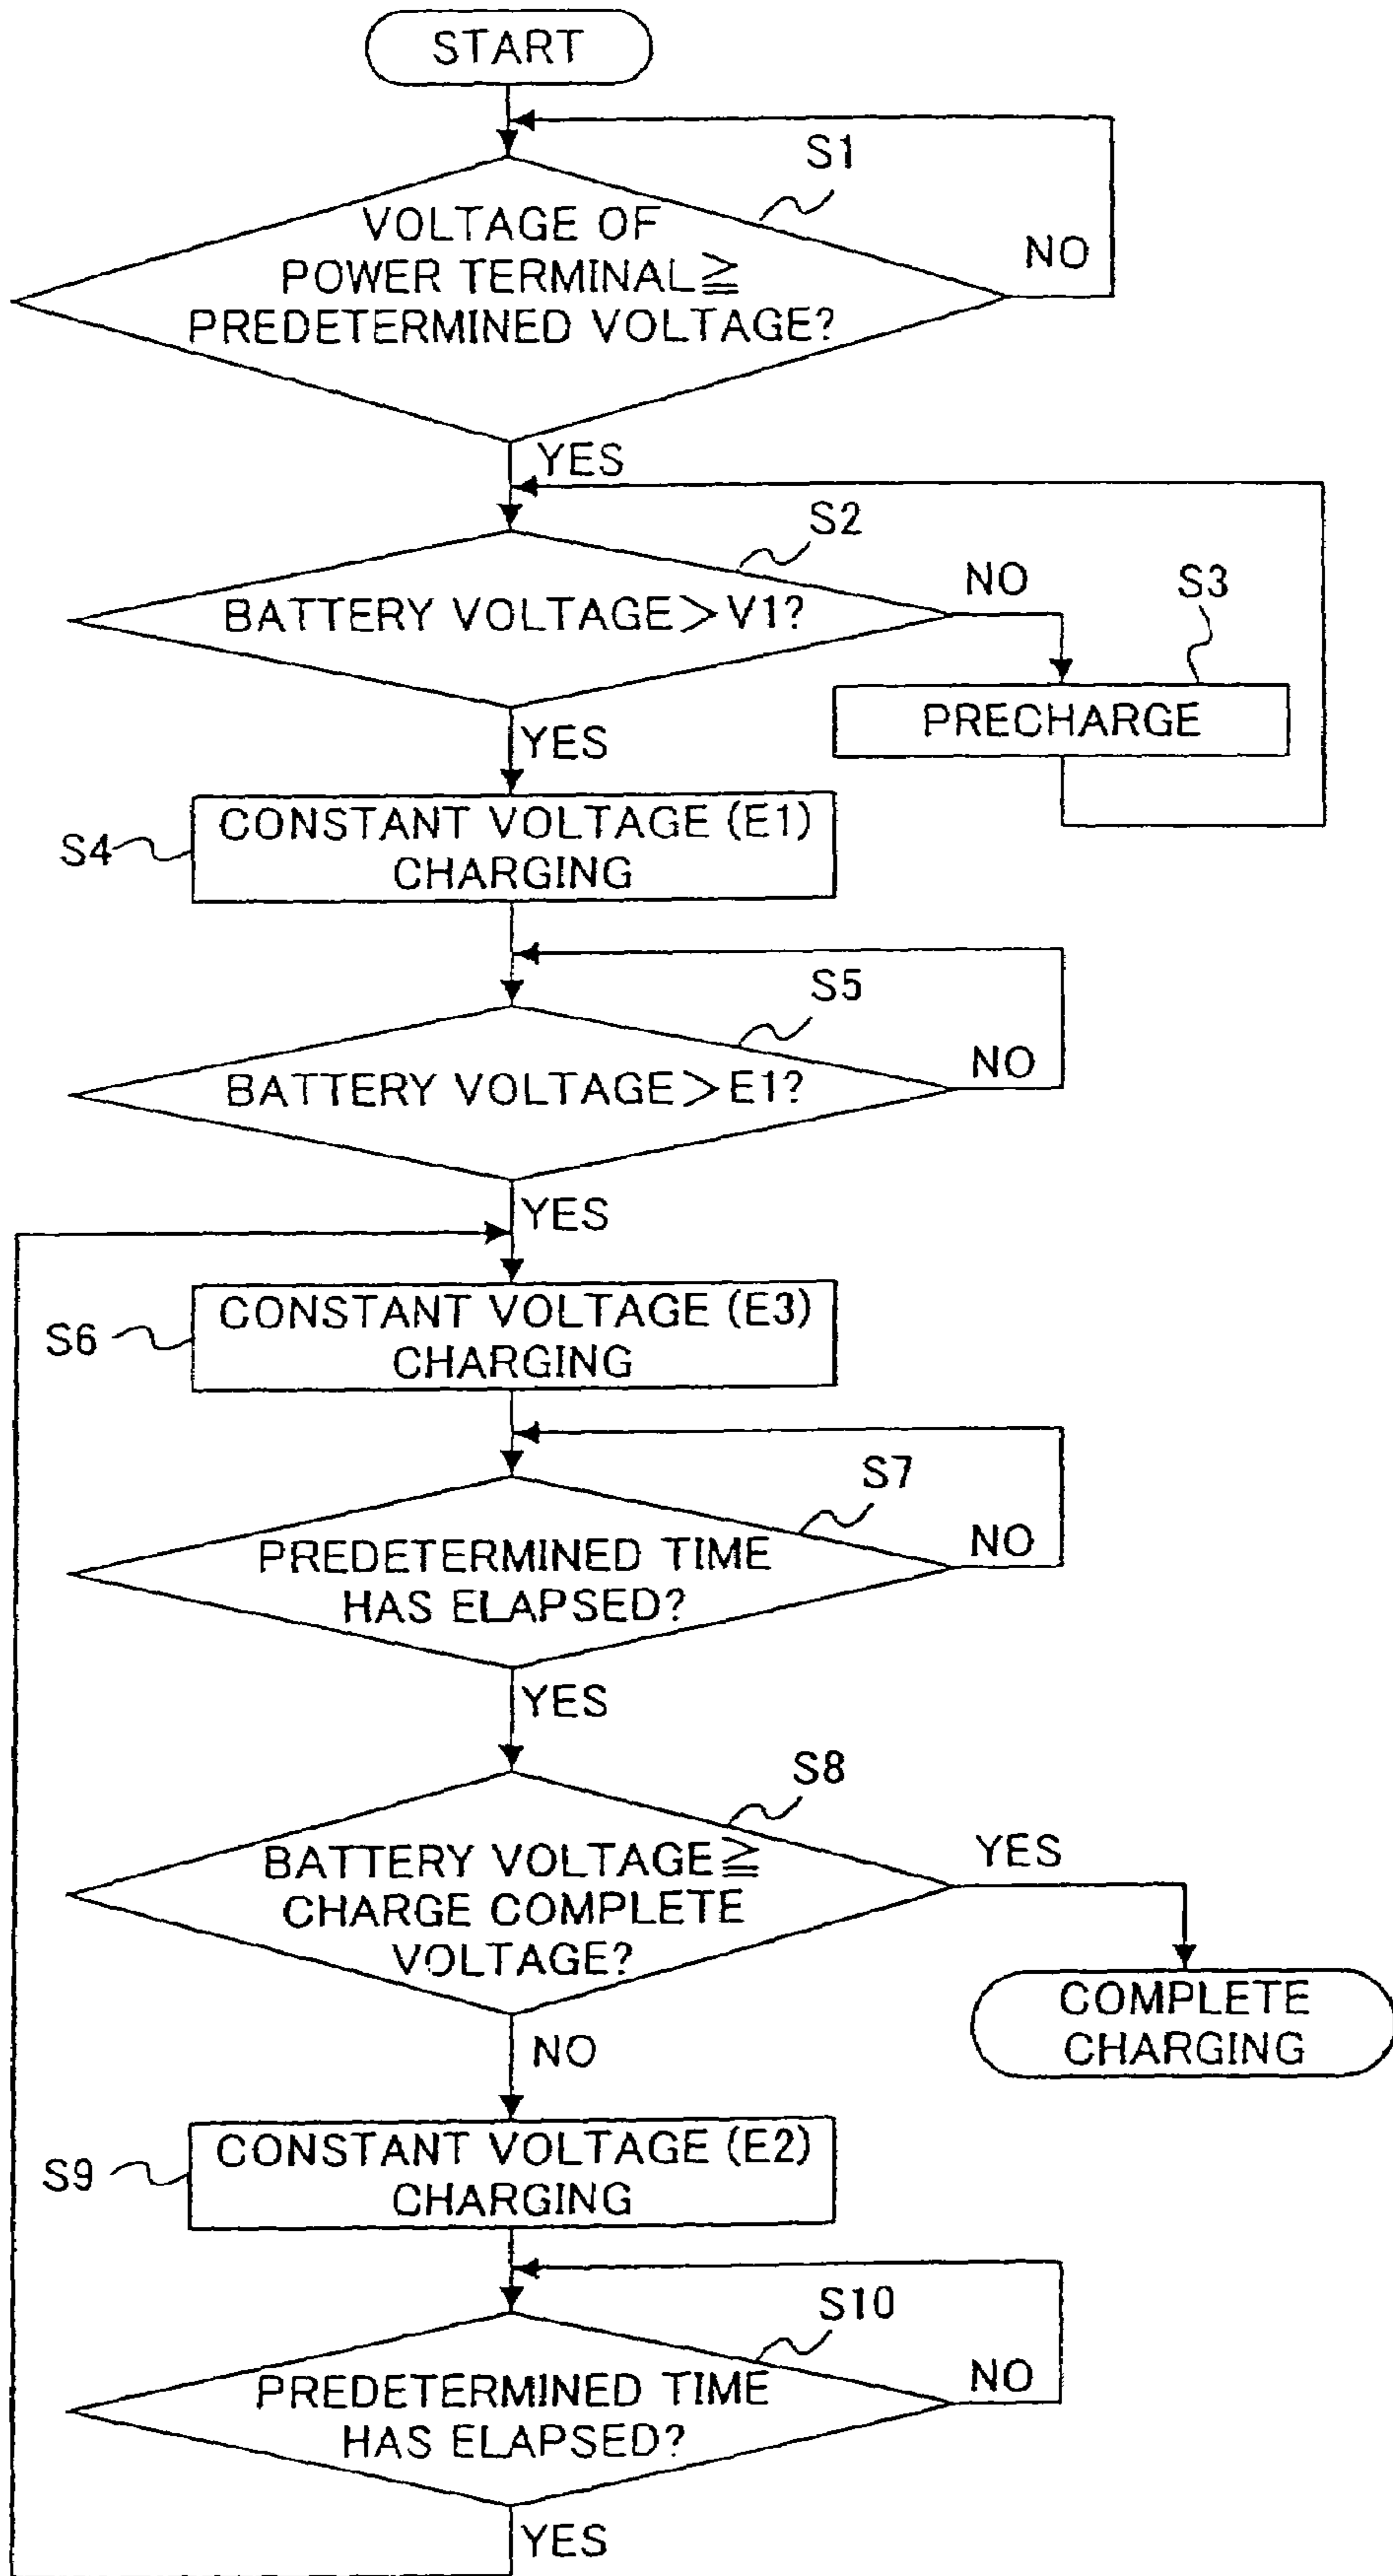 START
S1
VOLTAGE OF
POWER TERMINAL≧
PREDETERMINED VOLTAGE?
NO
YES
S2
BATTERY VOLTAGE>V1?
NO
S3
PRECHARGE
YES
S4
CONSTANT VOLTAGE (E1)
CHARGING
S5
BATTERY VOLTAGE>E1?
NO
YES
S6
CONSTANT VOLTAGE (E3)
CHARGING
S7
PREDETERMINED TIME
HAS ELAPSED?
NO
YES
S8
BATTERY VOLTAGE≧
CHARGE COMPLETE
VOLTAGE?
YES
COMPLETE
CHARGING
NO
S9
CONSTANT VOLTAGE (E2)
CHARGING
S10
PREDETERMINED TIME
HAS ELAPSED?
NO
YES